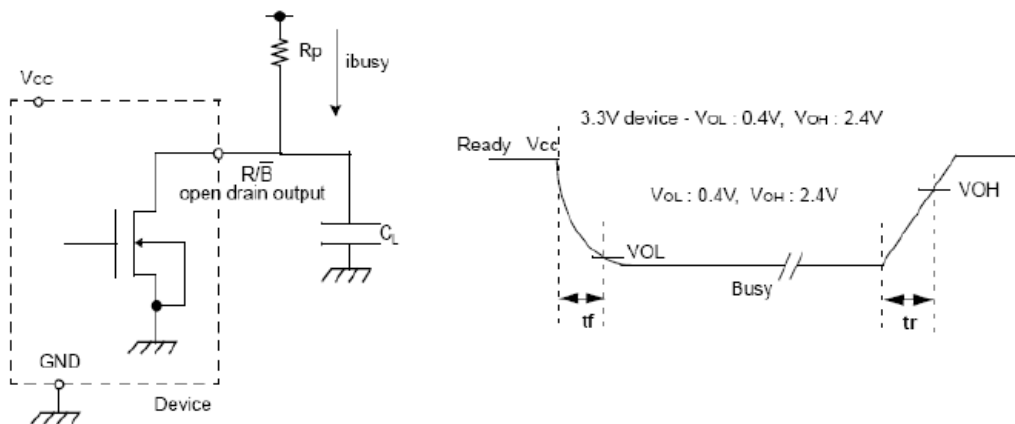 Rp
ibusy
Vcc
R/B̅
open drain output
CL
GND
Device
3.3V device - VOL : 0.4V, VOH : 2.4V
Ready Vcc
VOL : 0.4V, VOH : 2.4V
VOH
VOL
Busy
tf
tr